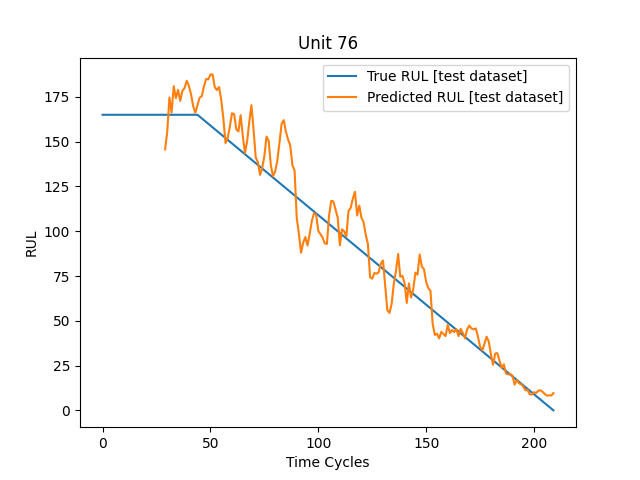 Unit 76
True RUL [test dataset]
Predicted RUL [test dataset]
175
150
125
100
75
50
25
0
RUL
0 50 100 150 200
Time Cycles